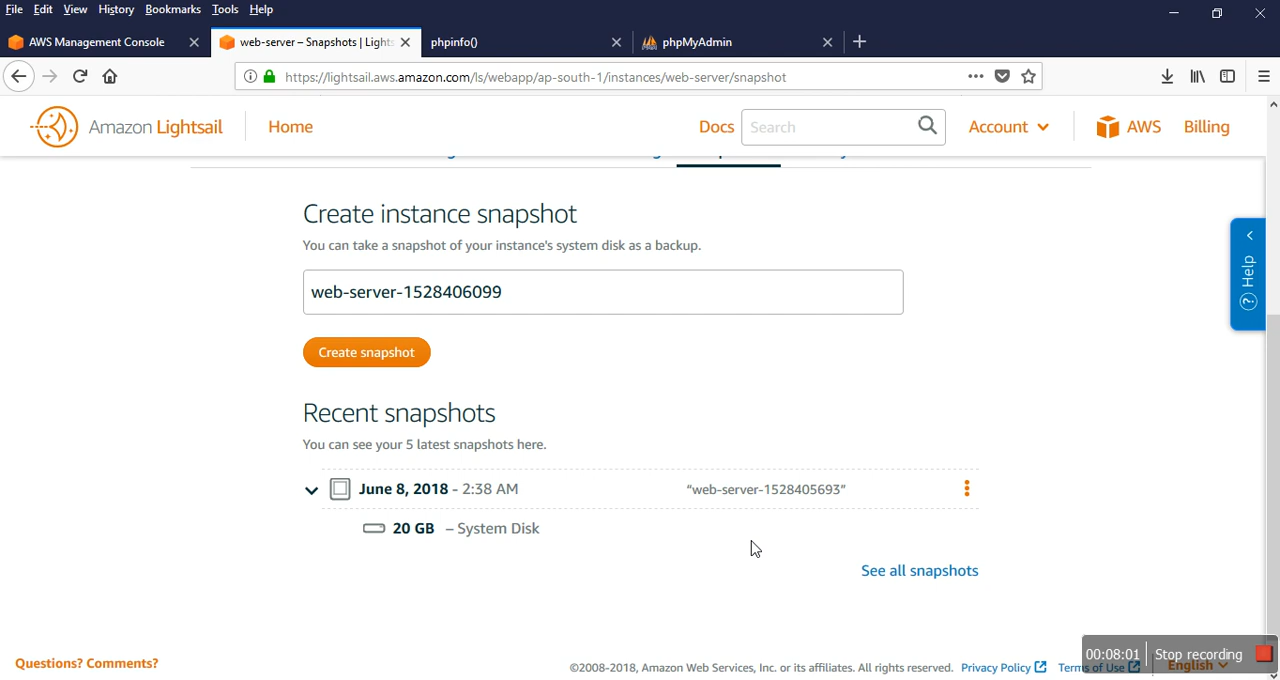 File Edit View History Bookmarks Tools Help
AWS Management Console
web-server – Snapshots | Lights
phpinfo()
phpMyAdmin
https://lightsail.aws.amazon.com/ls/webapp/ap-south-1/instances/web-server/snapshot
Amazon Lightsail
Home
Docs
Search
Account
AWS
Billing
Create instance snapshot
You can take a snapshot of your instance's system disk as a backup.
web-server-1528406099
Create snapshot
Help
Recent snapshots
You can see your 5 latest snapshots here.
June 8, 2018 - 2:38 AM
“web-server-1528405693”
20 GB – System Disk
See all snapshots
Questions? Comments?
©2008-2018, Amazon Web Services, Inc. or its affiliates. All rights reserved.
Privacy Policy
Terms of Use
English
00:08:01
Stop recording